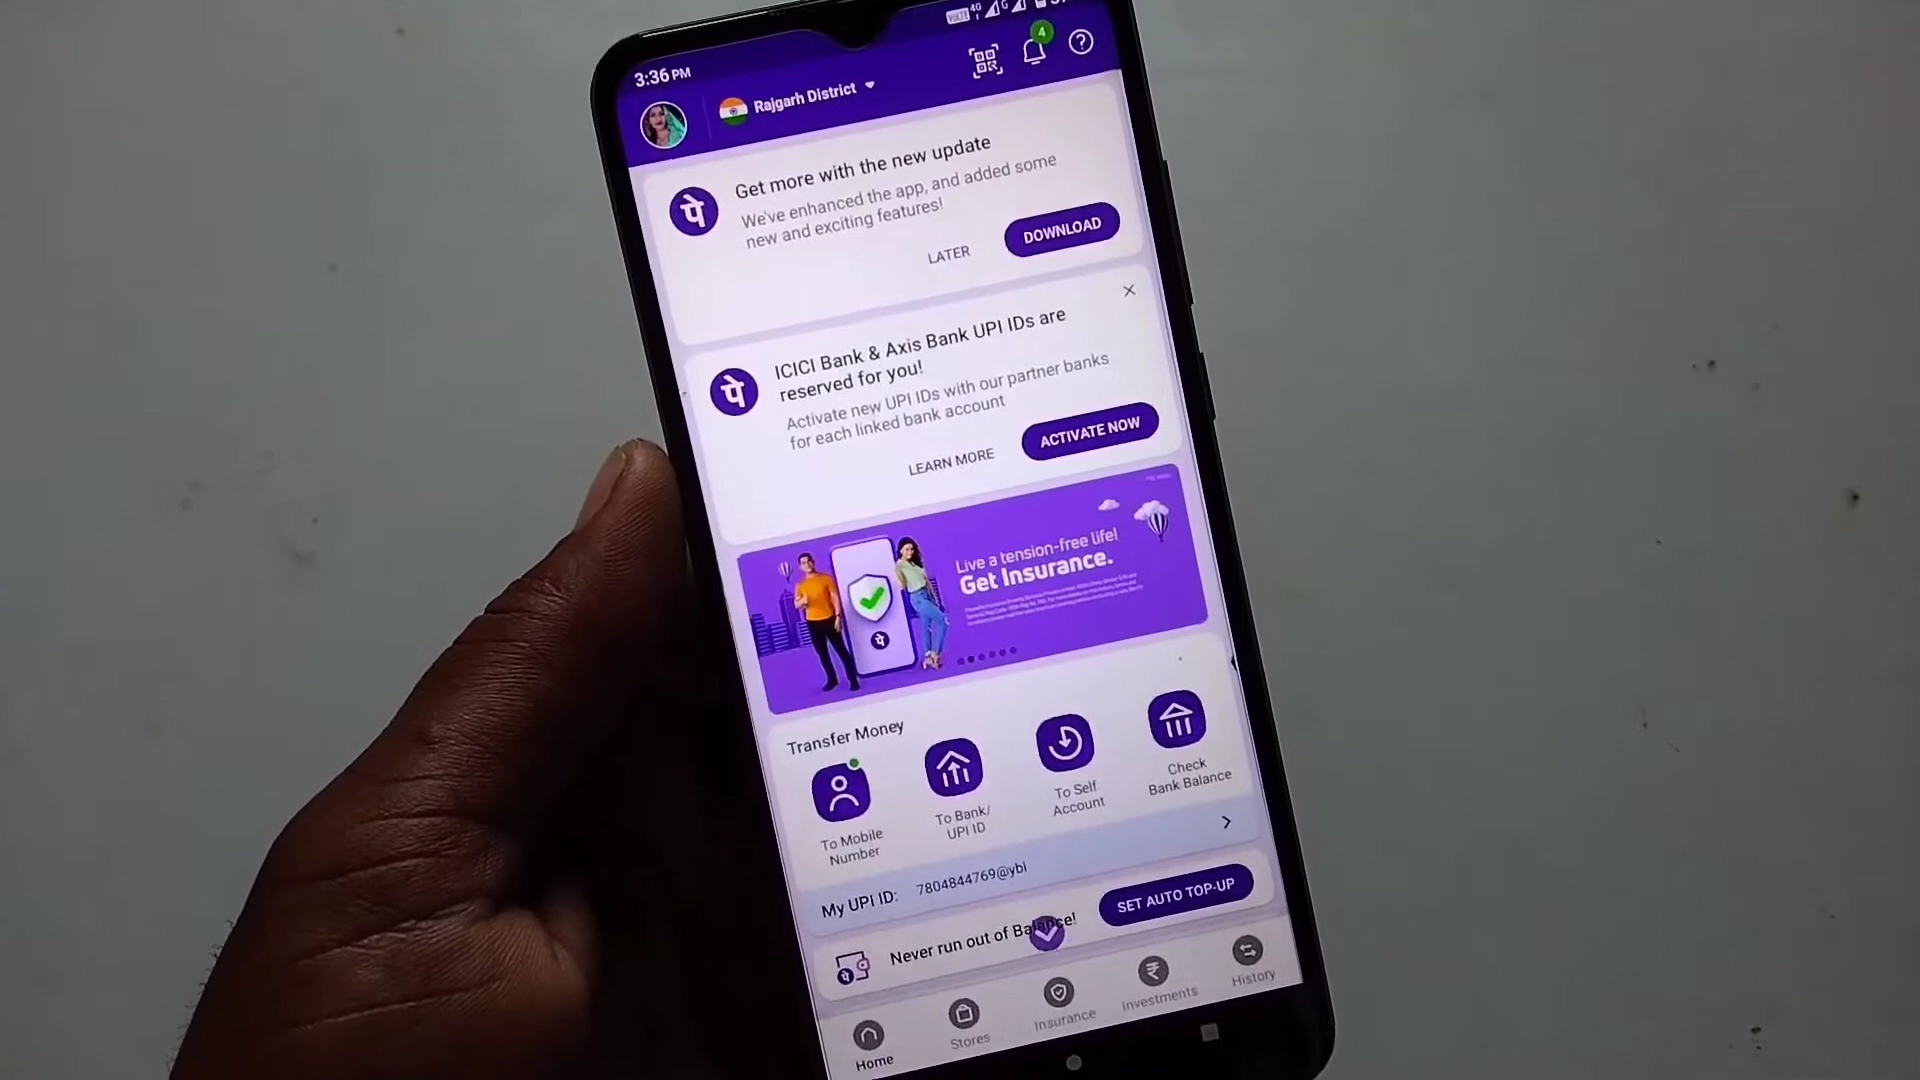 VoLTE 4G G
3:36 PM
Rajgarh District
4
?
Get more with the new update
We've enhanced the app, and added some
new and exciting features!
पे
LATER
DOWNLOAD
ICICI Bank & Axis Bank UPI IDs are
reserved for you!
पे
Activate new UPI IDs with our partner banks
for each linked bank account
LEARN MORE
ACTIVATE NOW
Live a tension-free life!
Get Insurance.
पे
Transfer Money
To Mobile
Number
To Bank/
UPI ID
To Self
Account
Check
Bank Balance
My UPI ID: 7804844769@ybl
Never run out of Balance!
SET AUTO TOP-UP
Home
Stores
Insurance
Investments
History